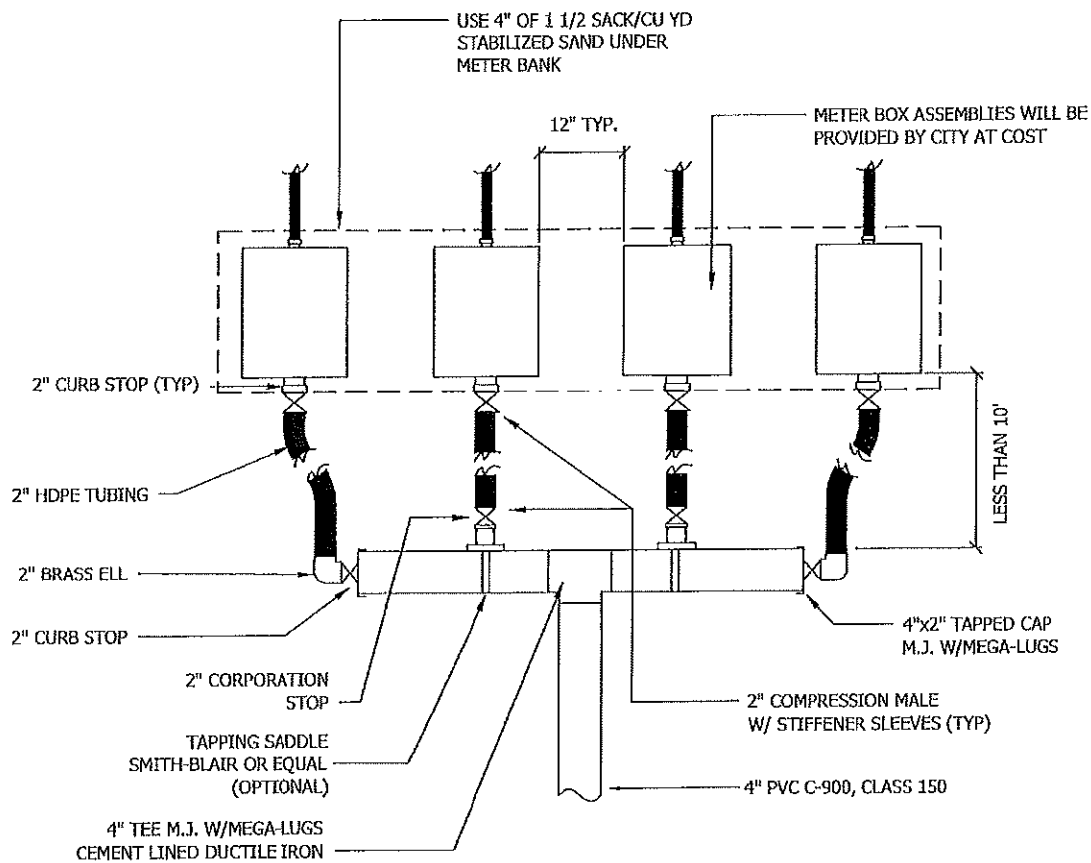 USE 4" OF 1 1/2 SACK/CU YD
STABILIZED SAND UNDER
METER BANK
12" TYP.
METER BOX ASSEMBLIES WILL BE
PROVIDED BY CITY AT COST
2" CURB STOP (TYP)
2" HDPE TUBING
LESS THAN 10'
2" BRASS ELL
2" CURB STOP
4"x2" TAPPED CAP
M.J. W/MEGA-LUGS
2" CORPORATION
STOP
2" COMPRESSION MALE
W/ STIFFENER SLEEVES (TYP)
TAPPING SADDLE
SMITH-BLAIR OR EQUAL
(OPTIONAL)
4" PVC C-900, CLASS 150
4" TEE M.J. W/MEGA-LUGS
CEMENT LINED DUCTILE IRON